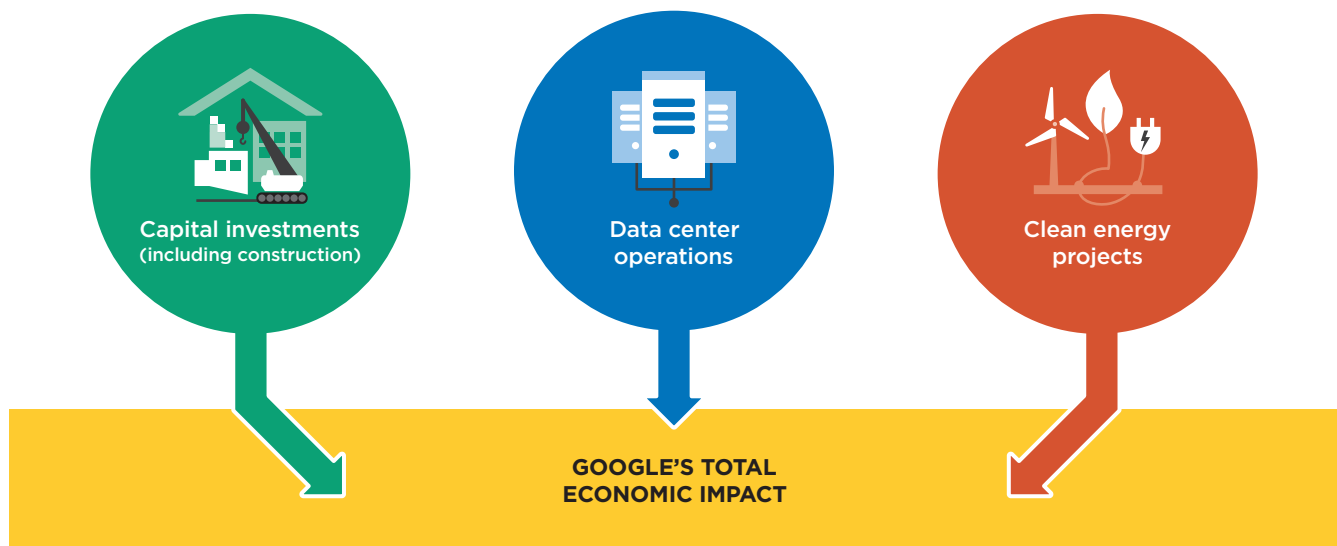 Capital investments
(including construction)
Data center
operations
Clean energy
projects
GOOGLE’S TOTAL
ECONOMIC IMPACT